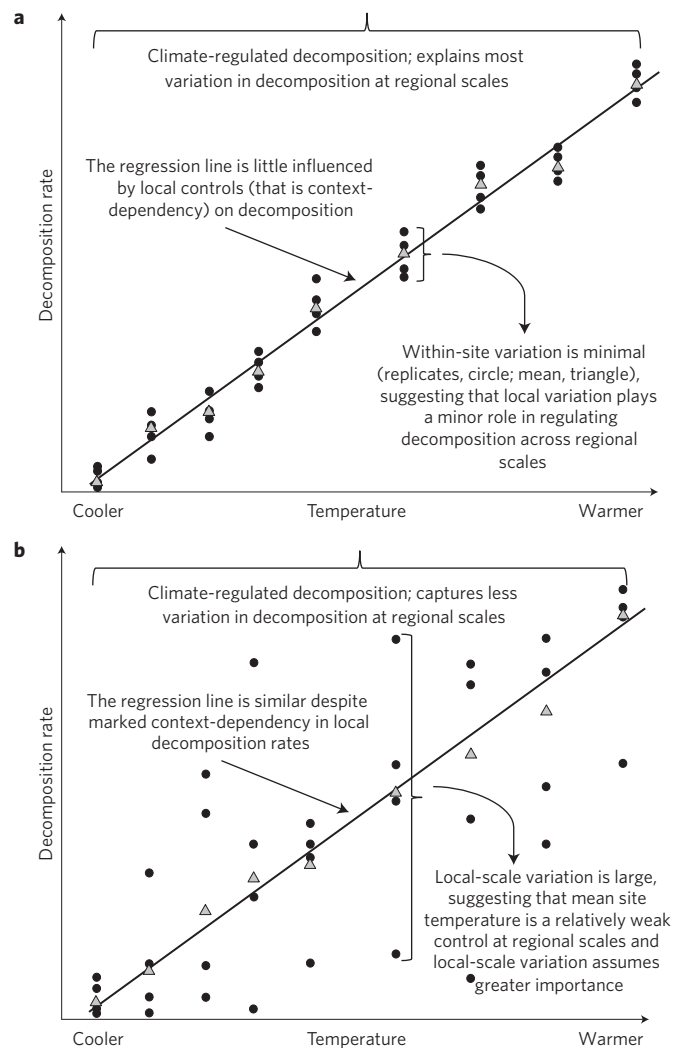 a
Climate-regulated decomposition; explains most
variation in decomposition at regional scales
The regression line is little influenced
by local controls (that is context-
dependency) on decomposition
Decomposition rate
Within-site variation is minimal
(replicates, circle; mean, triangle),
suggesting that local variation plays
a minor role in regulating
decomposition across regional
scales
Cooler Temperature Warmer
b
Climate-regulated decomposition; captures less
variation in decomposition at regional scales
The regression line is similar despite
marked context-dependency in local
decomposition rates
Decomposition rate
Local-scale variation is large,
suggesting that mean site
temperature is a relatively weak
control at regional scales and
local-scale variation assumes
greater importance
Cooler Temperature Warmer